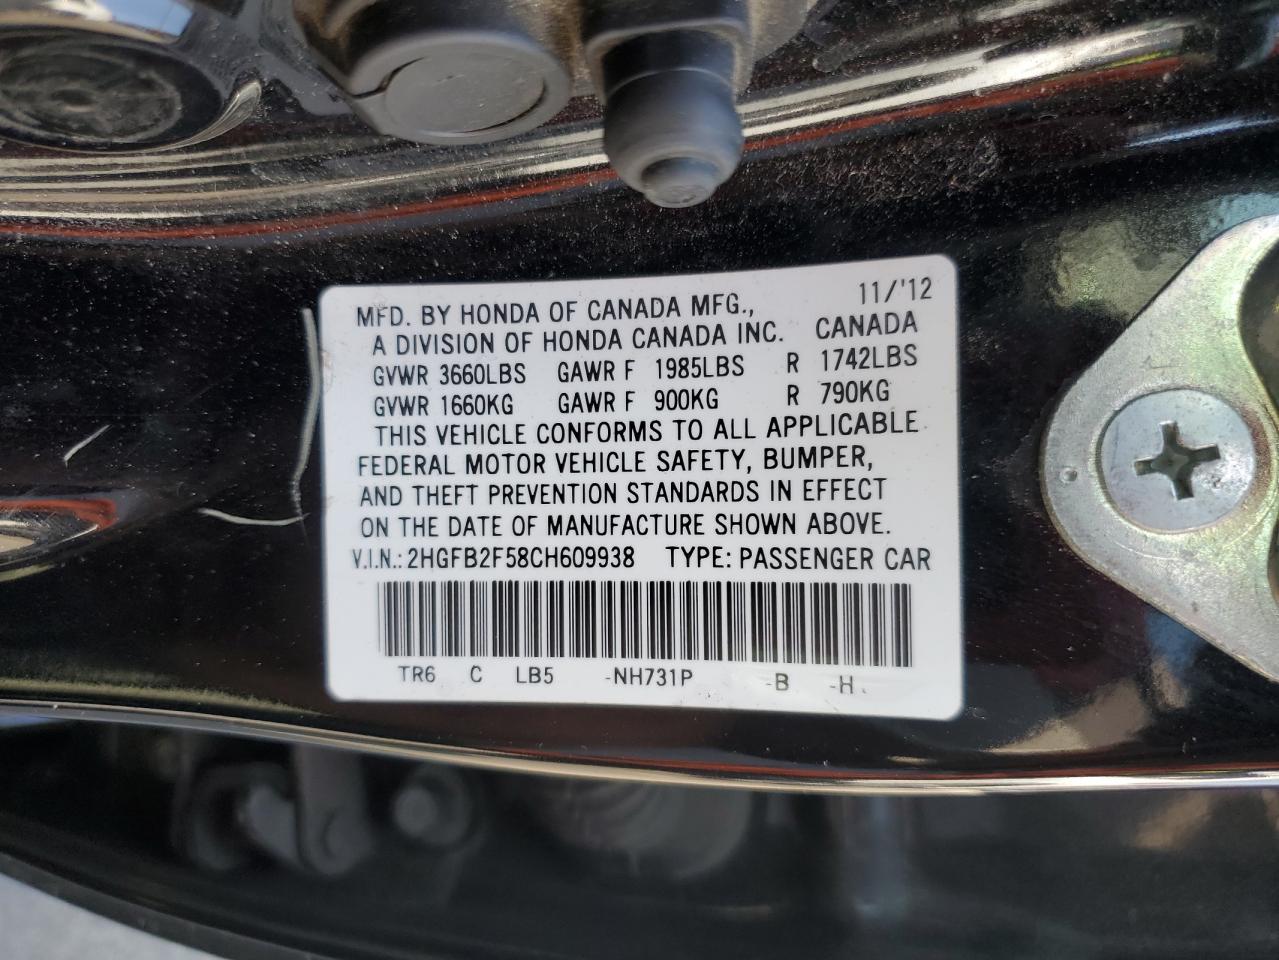 MFD. BY HONDA OF CANADA MFG., 11/'12
A DIVISION OF HONDA CANADA INC. CANADA
GVWR 3660LBS GAWR F 1985LBS R 1742LBS
GVWR 1660KG GAWR F 900KG R 790KG
THIS VEHICLE CONFORMS TO ALL APPLICABLE
FEDERAL MOTOR VEHICLE SAFETY, BUMPER,
AND THEFT PREVENTION STANDARDS IN EFFECT
ON THE DATE OF MANUFACTURE SHOWN ABOVE.
V.I.N.: 2HGFB2F58CH609938 TYPE: PASSENGER CAR
TR6 C LB5 -NH731P -B -H